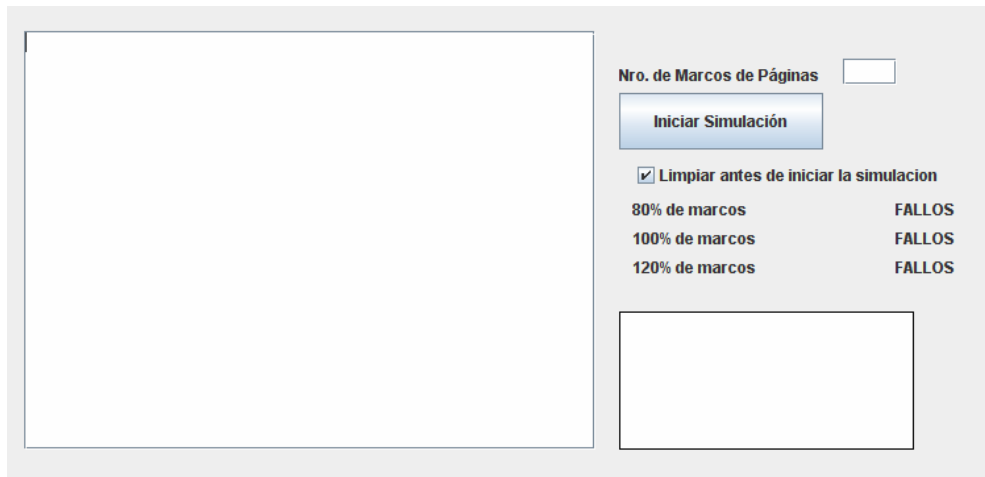 Nro. de Marcos de Páginas
Iniciar Simulación
Limpiar antes de iniciar la simulacion
80% de marcos FALLOS
100% de marcos FALLOS
120% de marcos FALLOS